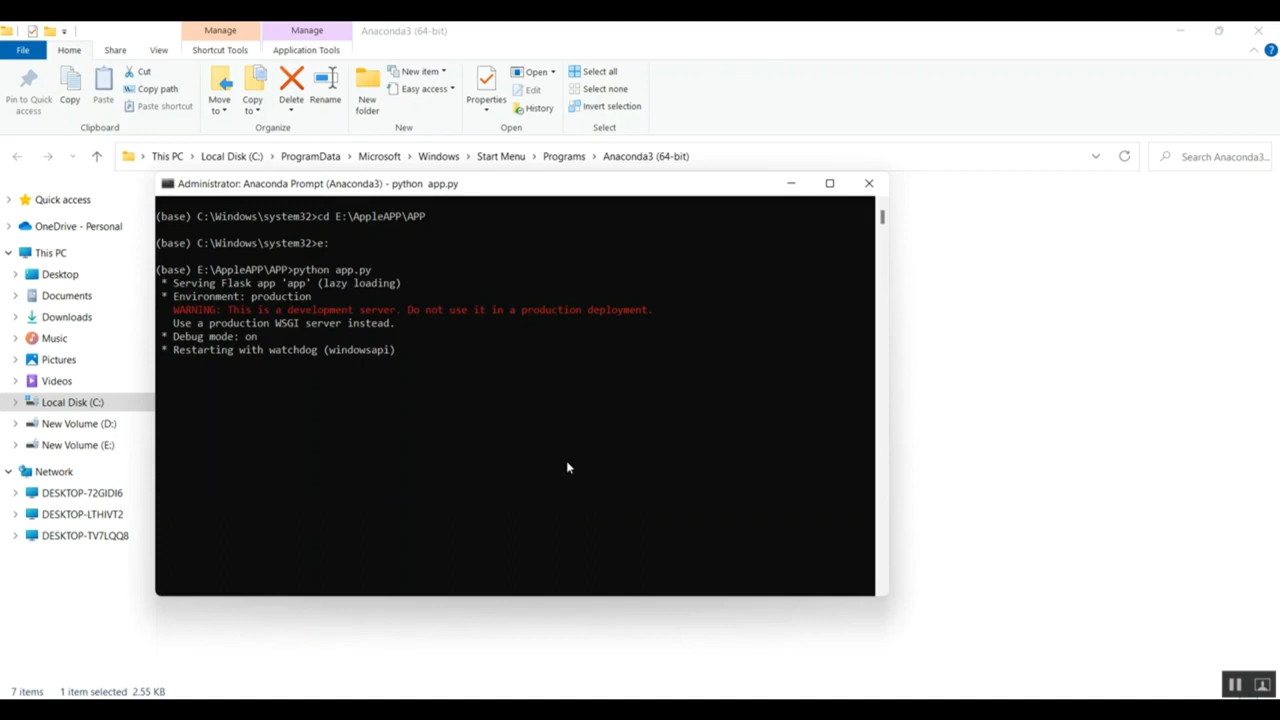 Manage
Manage
Anaconda3 (64-bit)
File
Home
Share
View
Shortcut Tools
Application Tools
Pin to Quick access
Copy
Paste
Cut
Copy path
Paste shortcut
Clipboard
Move to
Copy to
Delete
Rename
Organize
New folder
New item
Easy access
New
Properties
Open
Edit
History
Open
Select all
Select none
Invert selection
Select
This PC > Local Disk (C:) > ProgramData > Microsoft > Windows > Start Menu > Programs > Anaconda3 (64-bit)
Search Anaconda3...
Quick access
OneDrive - Personal
This PC
Desktop
Documents
Downloads
Music
Pictures
Videos
Local Disk (C:)
New Volume (D:)
New Volume (E:)
Network
DESKTOP-72GIDI6
DESKTOP-LTHIVT2
DESKTOP-TV7LQQ8
Administrator: Anaconda Prompt (Anaconda3) - python app.py
(base) C:\Windows\system32>cd E:\AppleAPP\APP
(base) C:\Windows\system32>e:
(base) E:\AppleAPP\APP>python app.py
* Serving Flask app 'app' (lazy loading)
* Environment: production
WARNING: This is a development server. Do not use it in a production deployment.
Use a production WSGI server instead.
* Debug mode: on
* Restarting with watchdog (windowsapi)
7 items
1 item selected 2.55 KB